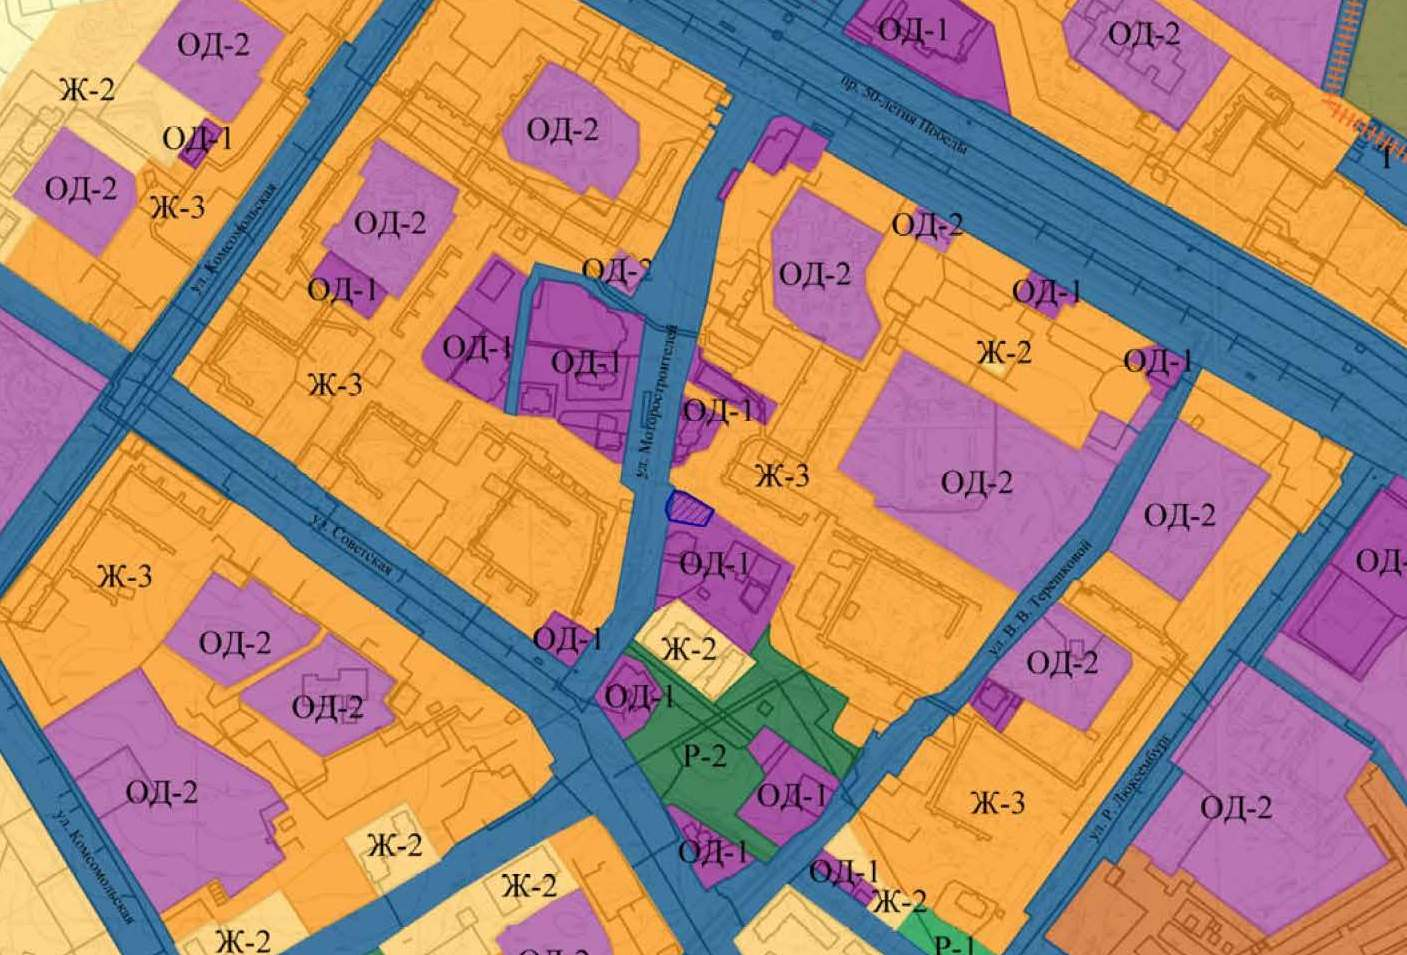 ОД-1
ОД-2
ОД-2
Ж-2
пр. 50-летия Победы
ОД-2
ОД-1
ОД-2
Ж-3
ул. Комсомольская
ОД-2
ОД-2
ОД-2
ОД-2
ОД-1
ОД-1
ОД-1
ОД-1
Ж-2
ОД-1
Ж-3
ул. Моторостроителей
ОД-1
Ж-3
ОД-2
ОД-2
ул. Советская
ОД-1
ОД-
Ж-3
ул. В. В. Терешковой
ОД-2
ОД-1
Ж-2
ОД-2
ОД-1
ОД-2
Р-2
ул. Р. Люксембург
ОД-2
ОД-1
Ж-3
ОД-2
ул. Комсомольская
Ж-2
ОД-1
ОД-1
Ж-2
Ж-2
Ж-2
Р-1